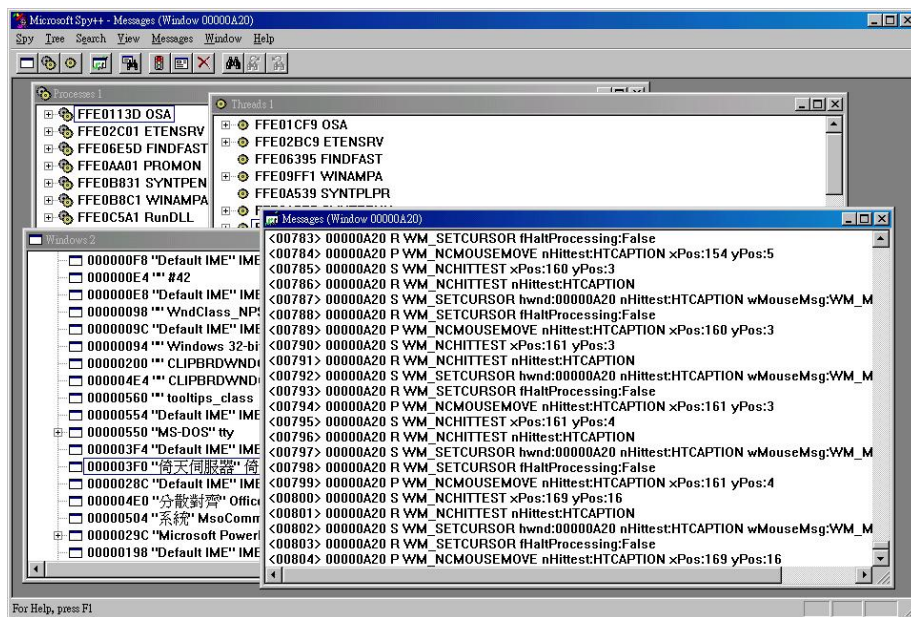 Microsoft Spy++ - Messages (Window 00000A20)
Spy Tree Search View Messages Window Help
Processes 1
FFE0113D OSA
FFE02C01 ETENSRV
FFE06E5D FINDFAST
FFE0AA01 PROMON
FFE0B831 SYNTPEN
FFE0B8C1 WINAMPA
FFE0C5A1 RunDLL
Threads 1
FFE01CF9 OSA
FFE02BC9 ETENSRV
FFE06395 FINDFAST
FFE09FF1 WINAMPA
FFE0A539 SYNTPLPR
Windows 2
000000F8 "Default IME" IME
000000E4 "" #42
000000E8 "Default IME" IME
00000098 "" WndClass_NPS
0000009C "Default IME" IME
00000094 "" Windows 32-bi
00000200 "" CLIPBRDWND
000004E4 "" CLIPBRDWND
00000560 "" tooltips_class
00000554 "Default IME" IME
00000550 "MS-DOS" tty
000003F4 "Default IME" IME
000003F0 "倚天伺服器" 倚
0000028C "Default IME" IME
000004E0 "分散對齊" Offic
00000504 "系統" MsoComm
0000029C "Microsoft Power
00000198 "Default IME" IME
Messages (Window 00000A20)
<00783> 00000A20 R WM_SETCURSOR fHaltProcessing:False
<00784> 00000A20 P WM_NCMOUSEMOVE nHittest:HTCAPTION xPos:154 yPos:5
<00785> 00000A20 S WM_NCHITTEST xPos:160 yPos:3
<00786> 00000A20 R WM_NCHITTEST nHittest:HTCAPTION
<00787> 00000A20 S WM_SETCURSOR hwnd:00000A20 nHittest:HTCAPTION wMouseMsg:WM_M
<00788> 00000A20 R WM_SETCURSOR fHaltProcessing:False
<00789> 00000A20 P WM_NCMOUSEMOVE nHittest:HTCAPTION xPos:160 yPos:3
<00790> 00000A20 S WM_NCHITTEST xPos:161 yPos:3
<00791> 00000A20 R WM_NCHITTEST nHittest:HTCAPTION
<00792> 00000A20 S WM_SETCURSOR hwnd:00000A20 nHittest:HTCAPTION wMouseMsg:WM_M
<00793> 00000A20 R WM_SETCURSOR fHaltProcessing:False
<00794> 00000A20 P WM_NCMOUSEMOVE nHittest:HTCAPTION xPos:161 yPos:3
<00795> 00000A20 S WM_NCHITTEST xPos:161 yPos:4
<00796> 00000A20 R WM_NCHITTEST nHittest:HTCAPTION
<00797> 00000A20 S WM_SETCURSOR hwnd:00000A20 nHittest:HTCAPTION wMouseMsg:WM_M
<00798> 00000A20 R WM_SETCURSOR fHaltProcessing:False
<00799> 00000A20 P WM_NCMOUSEMOVE nHittest:HTCAPTION xPos:161 yPos:4
<00800> 00000A20 S WM_NCHITTEST xPos:169 yPos:16
<00801> 00000A20 R WM_NCHITTEST nHittest:HTCAPTION
<00802> 00000A20 S WM_SETCURSOR hwnd:00000A20 nHittest:HTCAPTION wMouseMsg:WM_M
<00803> 00000A20 R WM_SETCURSOR fHaltProcessing:False
<00804> 00000A20 P WM_NCMOUSEMOVE nHittest:HTCAPTION xPos:169 yPos:16
For Help, press F1